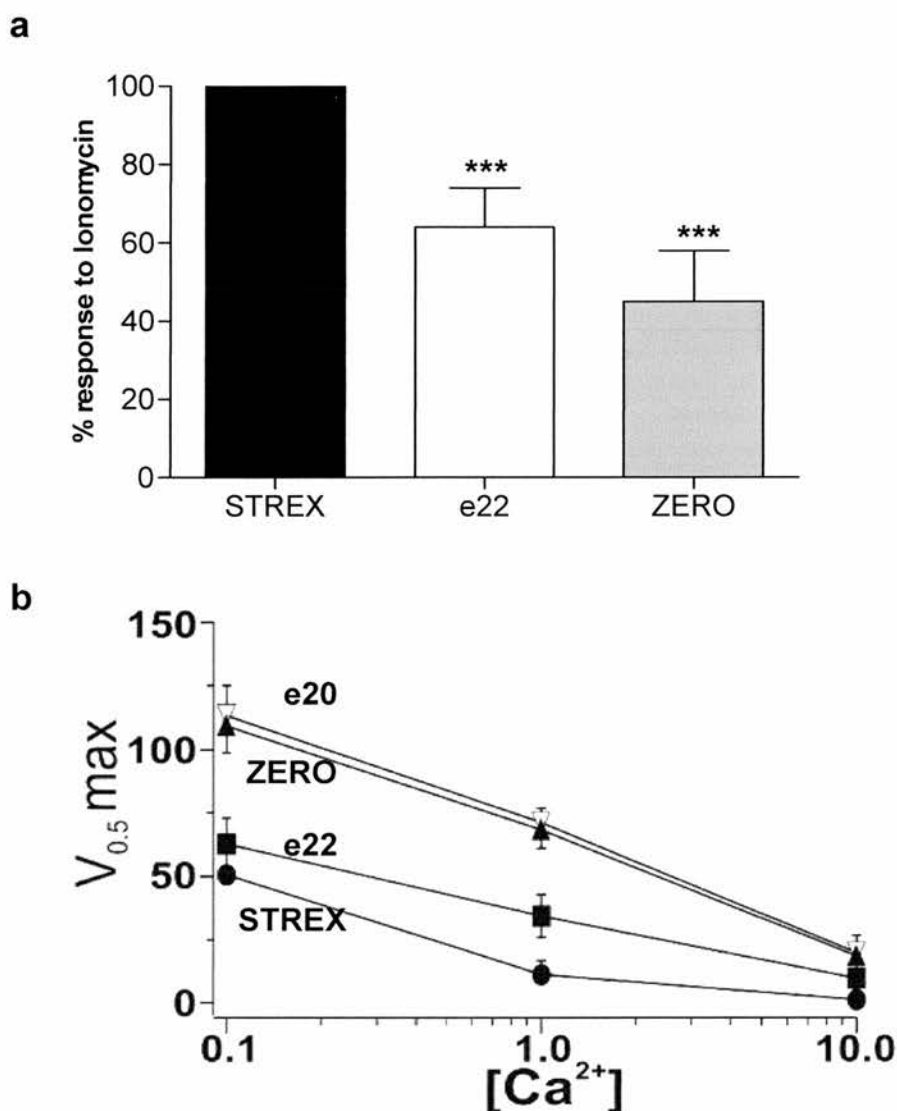 a
% response to Ionomycin
100
80
60
40
20
0
***
***
STREX
e22
ZERO
b
V0.5 max
150
100
50
0
e20
ZERO
e22
STREX
0.1
1.0
10.0
[Ca2+]